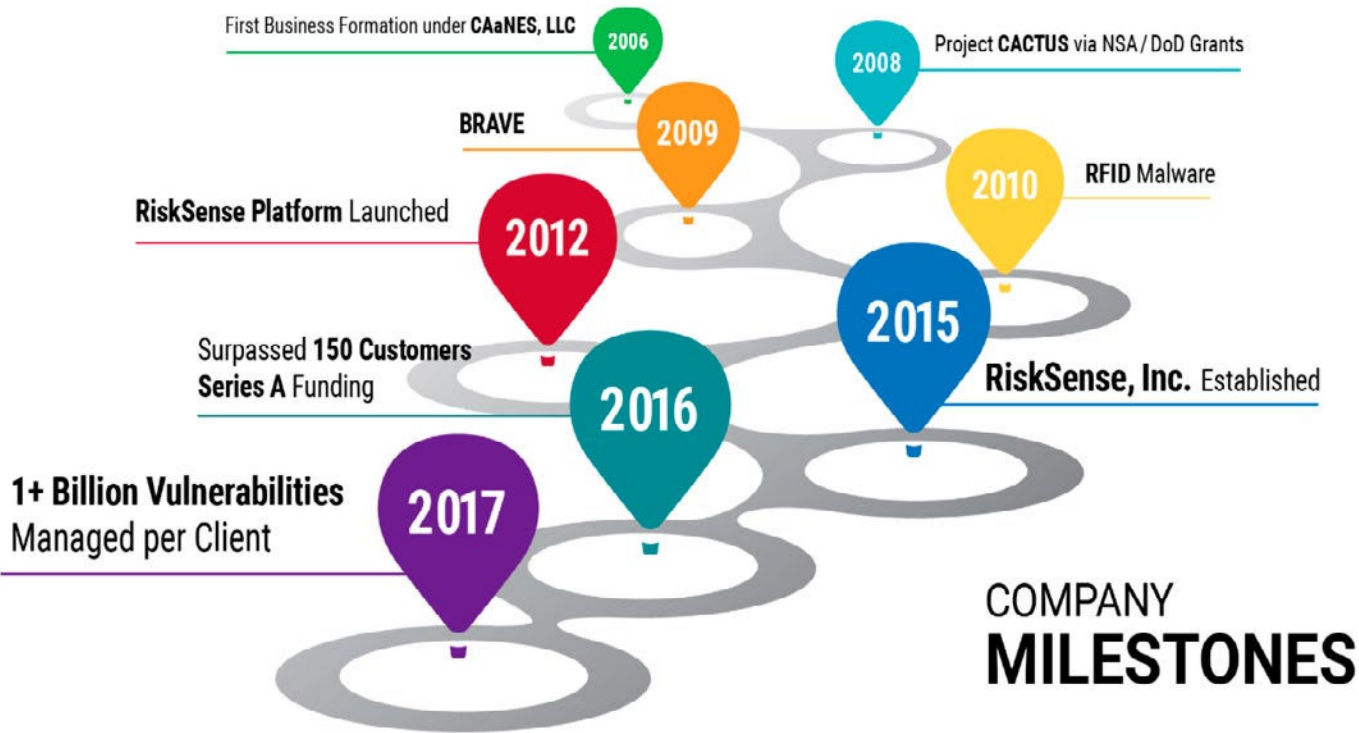 First Business Formation under CAaNES, LLC
2006
2008
Project CACTUS via NSA/DoD Grants
BRAVE
2009
2010
RFID Malware
RiskSense Platform Launched
2012
2015
RiskSense, Inc. Established
Surpassed 150 Customers
Series A Funding
2016
1+ Billion Vulnerabilities
Managed per Client
2017
COMPANY
MILESTONES